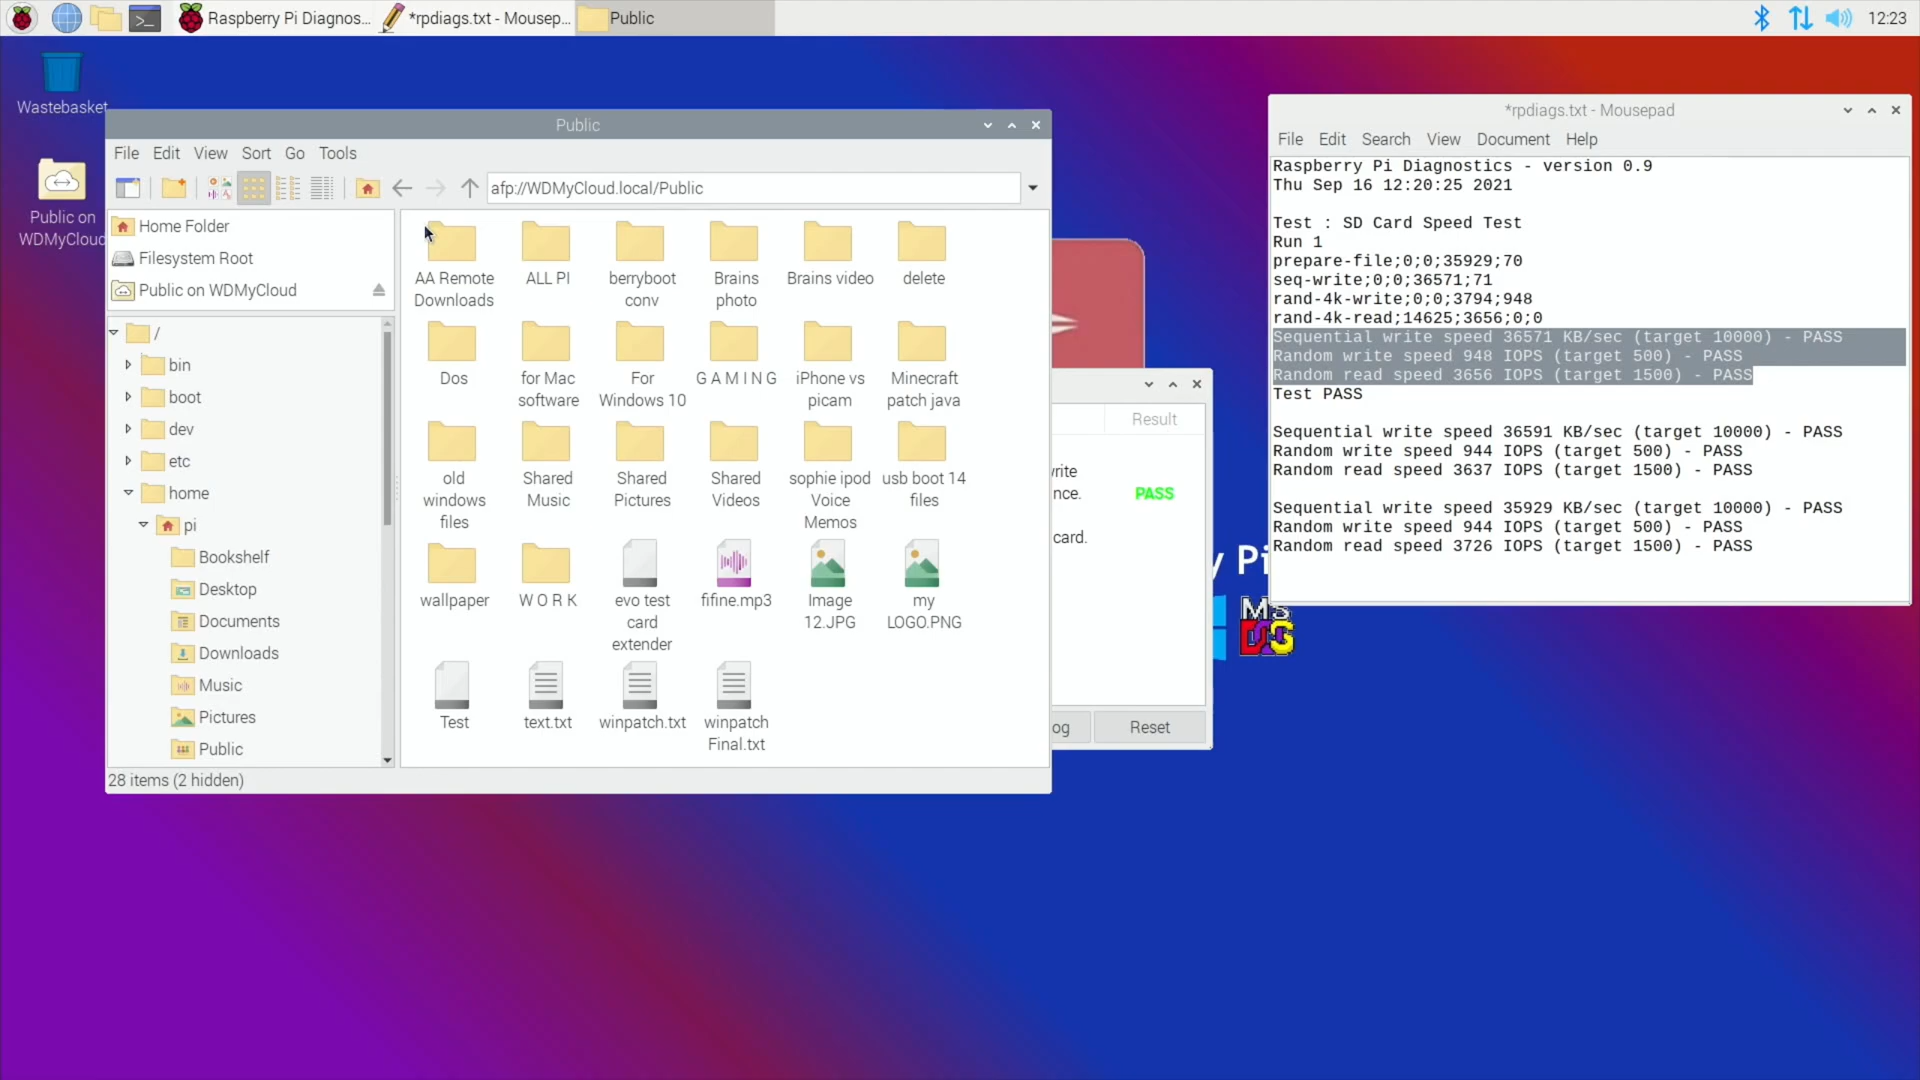 Raspberry Pi Diagnos...
*rpdiags.txt - Mousep...
Public
12:23
Wastebasket
Public on
WDMyCloud
Public
File Edit View Sort Go Tools
afp://WDMyCloud.local/Public
Home Folder
Filesystem Root
Public on WDMyCloud
/
bin
boot
dev
etc
home
pi
Bookshelf
Desktop
Documents
Downloads
Music
Pictures
Public
AA Remote
Downloads
ALL PI
berryboot
conv
Brains
photo
Brains video
delete
Dos
for Mac
software
For
Windows 10
G A M I N G
iPhone vs
picam
Minecraft
patch java
old
windows
files
Shared
Music
Shared
Pictures
Shared
Videos
sophie ipod
Voice
Memos
usb boot 14
files
wallpaper
W O R K
evo test
card
extender
fifine.mp3
Image
12.JPG
my
LOGO.PNG
Test
text.txt
winpatch.txt
winpatch
Final.txt
28 items (2 hidden)
Result
rite
nce.
PASS
card.
og
Reset
y Pi
MS
DOS
*rpdiags.txt - Mousepad
File Edit Search View Document Help
Raspberry Pi Diagnostics - version 0.9
Thu Sep 16 12:20:25 2021
Test : SD Card Speed Test
Run 1
prepare-file;0;0;35929;70
seq-write;0;0;36571;71
rand-4k-write;0;0;3794;948
rand-4k-read;14625;3656;0;0
Sequential write speed 36571 KB/sec (target 10000) - PASS
Random write speed 948 IOPS (target 500) - PASS
Random read speed 3656 IOPS (target 1500) - PASS
Test PASS
Sequential write speed 36591 KB/sec (target 10000) - PASS
Random write speed 944 IOPS (target 500) - PASS
Random read speed 3637 IOPS (target 1500) - PASS
Sequential write speed 35929 KB/sec (target 10000) - PASS
Random write speed 944 IOPS (target 500) - PASS
Random read speed 3726 IOPS (target 1500) - PASS